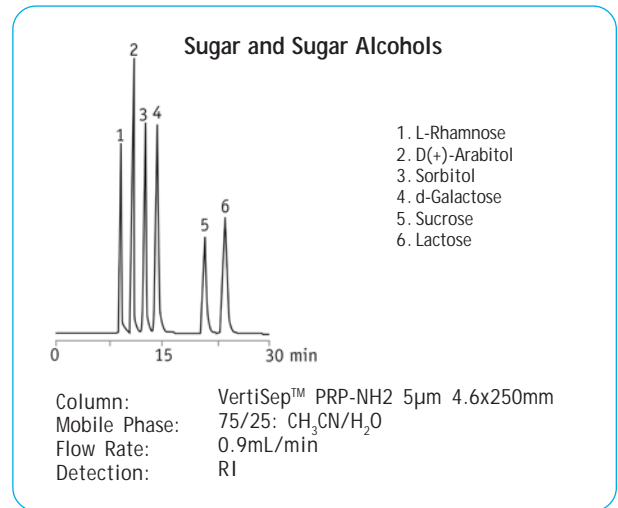 Sugar and Sugar Alcohols
2
3 4
1
6
5
1. L-Rhamnose
2. D(+)-Arabitol
3. Sorbitol
4. d-Galactose
5. Sucrose
6. Lactose
0 15 30 min
Column: VertiSep™ PRP-NH2 5µm 4.6x250mm
Mobile Phase: 75/25: CH₃CN/H₂O
Flow Rate: 0.9mL/min
Detection: RI